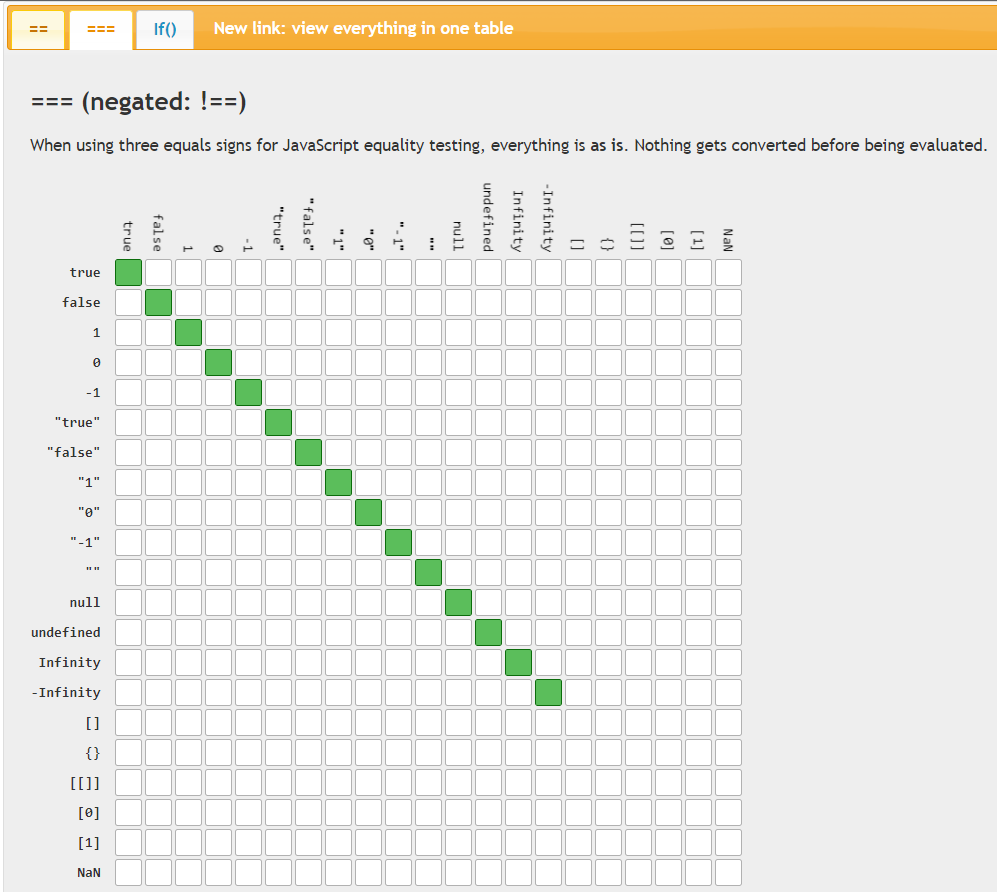 == === If() New link: view everything in one table
=== (negated: !==)
When using three equals signs for JavaScript equality testing, everything is as is. Nothing gets converted before being evaluated.
true false 1 0 -1 "true" "false" "1" "0" "-1" "" null undefined Infinity -Infinity [] {} [[]] [0] [1] NaN
true
false
1
0
-1
"true"
"false"
"1"
"0"
"-1"
""
null
undefined
Infinity
-Infinity
[]
{}
[[]]
[0]
[1]
NaN